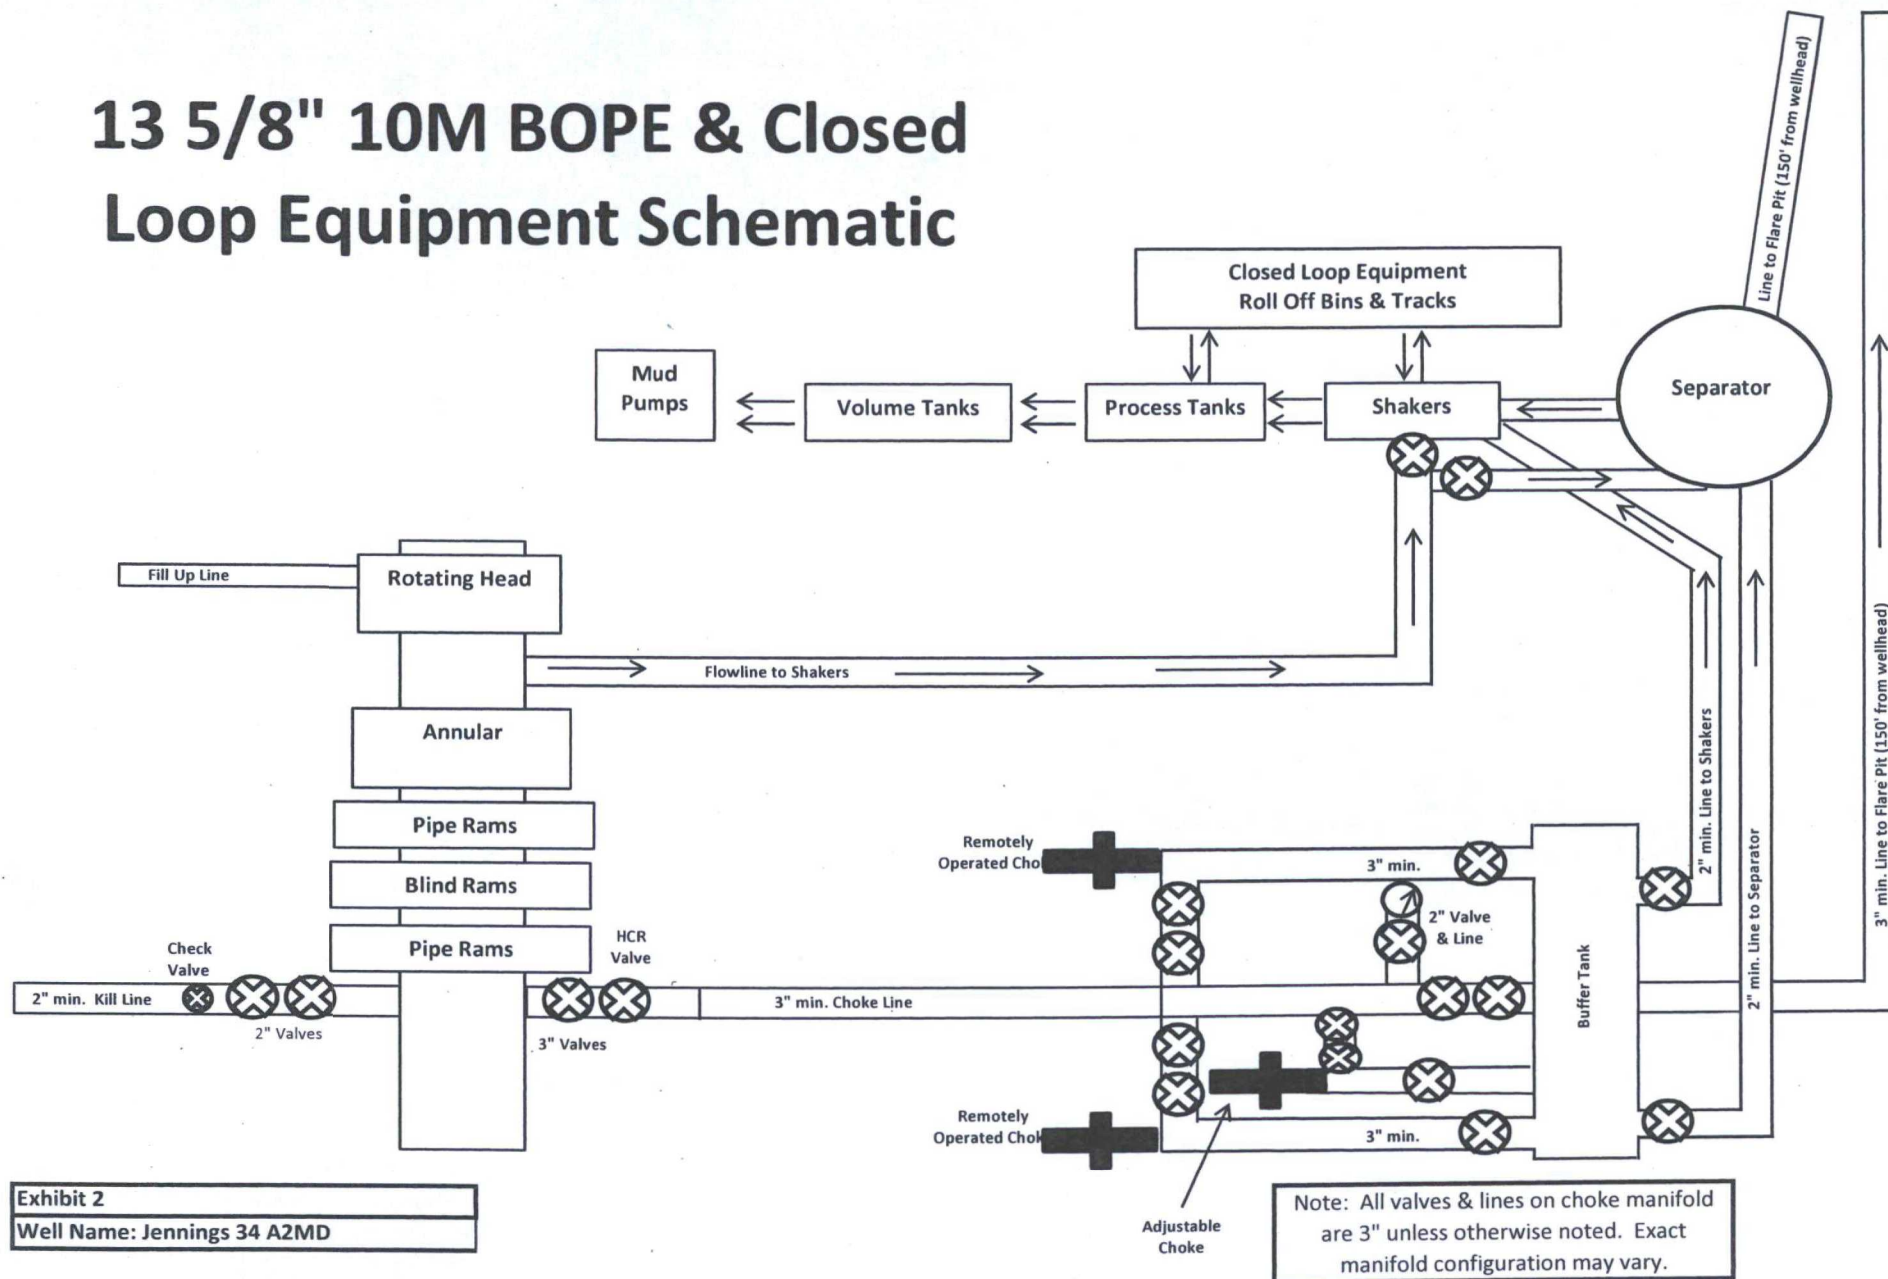 13 5/8" 10M BOPE & Closed
Loop Equipment Schematic
Line to Flare Pit (150' from wellhead)
Closed Loop Equipment
Roll Off Bins & Tracks
Mud
Pumps
Volume Tanks
Process Tanks
Shakers
Separator
Fill Up Line
Rotating Head
Flowline to Shakers
Annular
Pipe Rams
Blind Rams
Pipe Rams
Check
Valve
HCR
Valve
2" min. Kill Line
2" Valves
3" Valves
3" min. Choke Line
Remotely
Operated Cho
3" min.
2" Valve
& Line
Buffer Tank
2" min. Line to Shakers
2" min. Line to Separator
3" min. Line to Flare Pit (150' from wellhead)
Remotely
Operated Chok
3" min.
Adjustable
Choke
Exhibit 2
Well Name: Jennings 34 A2MD
Note: All valves & lines on choke manifold
are 3" unless otherwise noted. Exact
manifold configuration may vary.